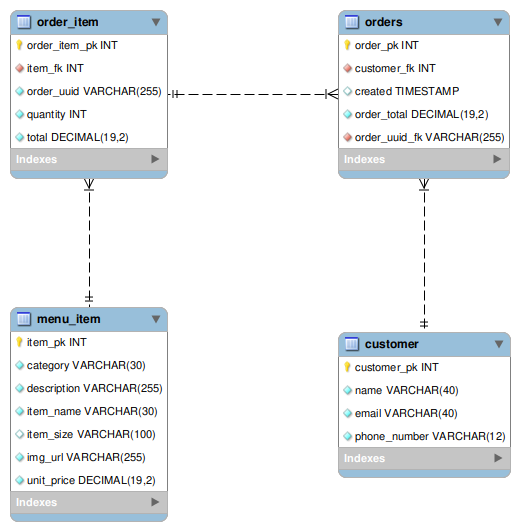 order_item
order_item_pk INT
item_fk INT
order_uuid VARCHAR(255)
quantity INT
total DECIMAL(19,2)
Indexes
orders
order_pk INT
customer_fk INT
created TIMESTAMP
order_total DECIMAL(19,2)
order_uuid_fk VARCHAR(255)
Indexes
menu_item
item_pk INT
category VARCHAR(30)
description VARCHAR(255)
item_name VARCHAR(30)
item_size VARCHAR(100)
img_url VARCHAR(255)
unit_price DECIMAL(19,2)
Indexes
customer
customer_pk INT
name VARCHAR(40)
email VARCHAR(40)
phone_number VARCHAR(12)
Indexes